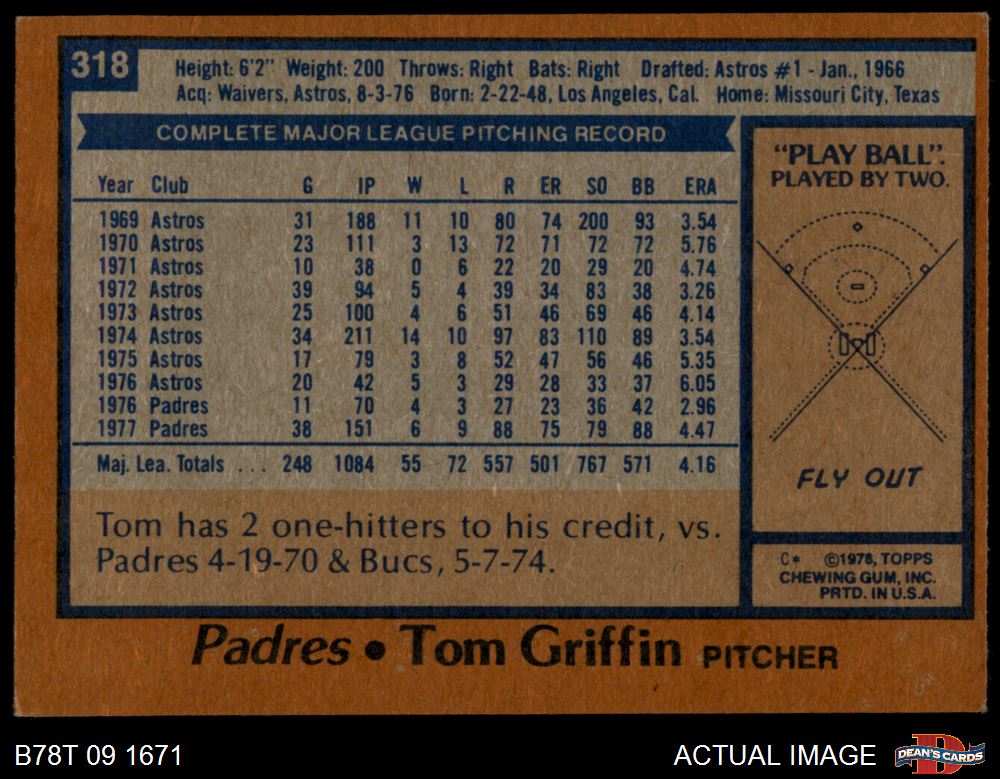 318
Height: 6'2" Weight: 200 Throws: Right Bats: Right Drafted: Astros #1 - Jan., 1966
Acq: Waivers, Astros, 8-3-76 Born: 2-22-48, Los Angeles, Cal. Home: Missouri City, Texas
COMPLETE MAJOR LEAGUE PITCHING RECORD
Year Club G IP W L R ER SO BB ERA
1969 Astros 31 188 11 10 80 74 200 93 3.54
1970 Astros 23 111 3 13 72 71 72 72 5.76
1971 Astros 10 38 0 6 22 20 29 20 4.74
1972 Astros 39 94 5 4 39 34 83 38 3.26
1973 Astros 25 100 4 6 51 46 69 46 4.14
1974 Astros 34 211 14 10 97 83 110 89 3.54
1975 Astros 17 79 3 8 52 47 56 46 5.35
1976 Astros 20 42 5 3 29 28 33 37 6.05
1976 Padres 11 70 4 3 27 23 36 42 2.96
1977 Padres 38 151 6 9 88 75 79 88 4.47
Maj. Lea. Totals ... 248 1084 55 72 557 501 767 571 4.16
Tom has 2 one-hitters to his credit, vs.
Padres 4-19-70 & Bucs, 5-7-74.
"PLAY BALL".
PLAYED BY TWO.
FLY OUT
C* ©1978, TOPPS
CHEWING GUM, INC.
PRTD. IN U.S.A.
Padres • Tom Griffin PITCHER
B78T 09 1671
ACTUAL IMAGE
DEAN'S CARDS